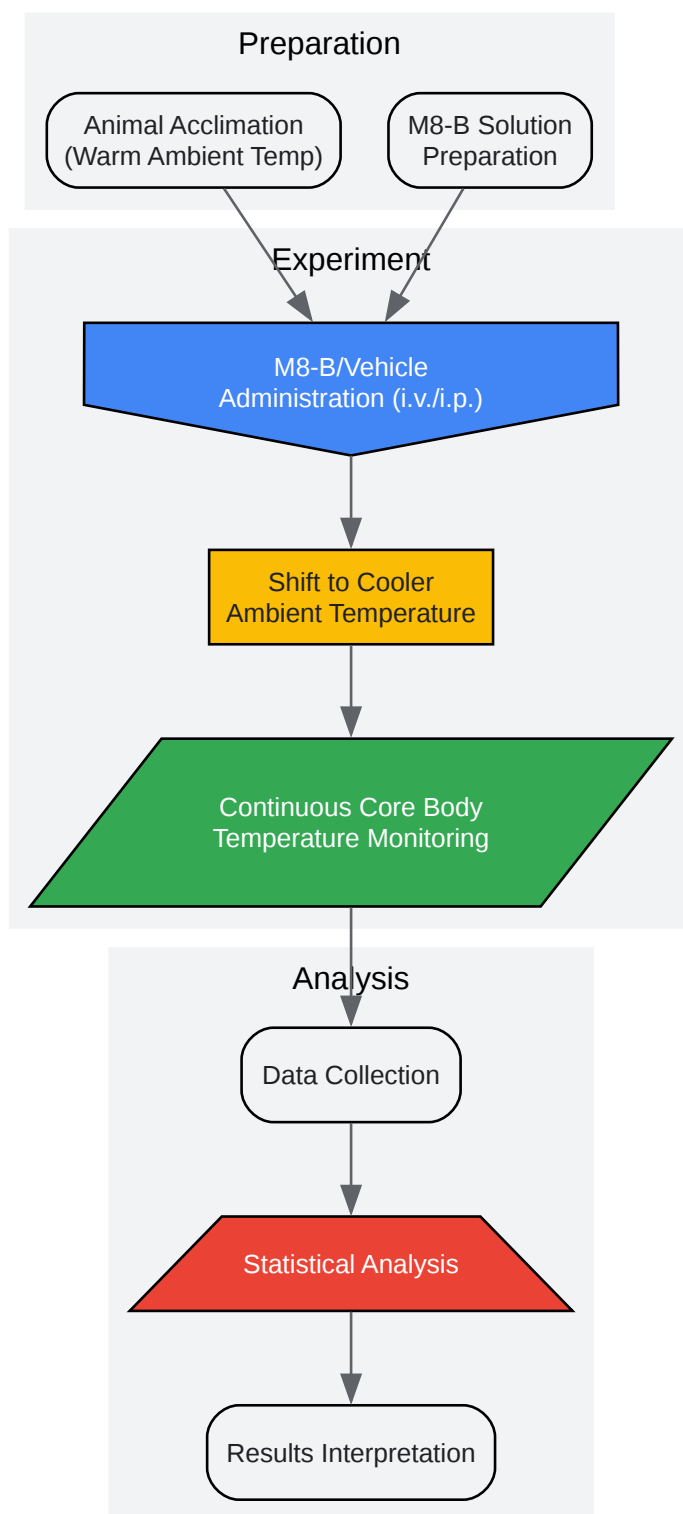 Preparation
Animal Acclimation
(Warm Ambient Temp)
M8-B Solution
Preparation
Experiment
M8-B/Vehicle
Administration (i.v./i.p.)
Shift to Cooler
Ambient Temperature
Continuous Core Body
Temperature Monitoring
Analysis
Data Collection
Statistical Analysis
Results Interpretation